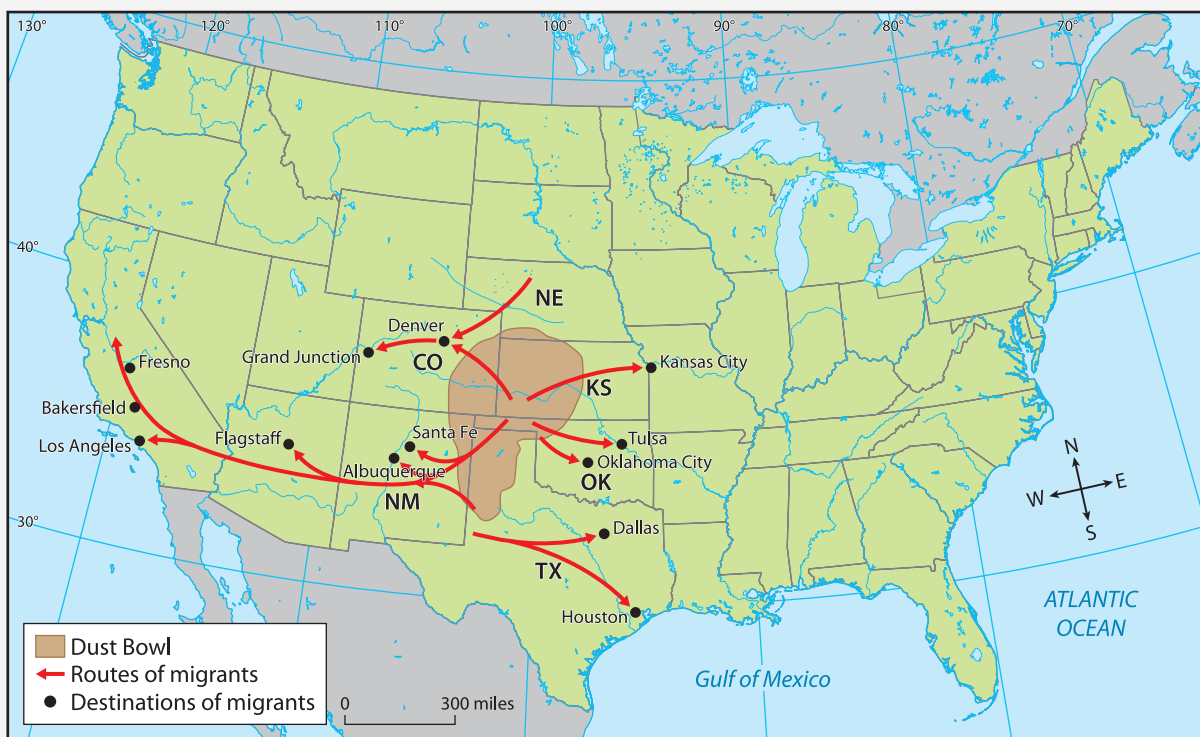 130°
120°
110°
100°
90°
80°
70°
40°
30°
NE
Denver
Grand Junction
CO
Kansas City
KS
Fresno
Bakersfield
Los Angeles
Flagstaff
Santa Fe
Albuquerque
NM
Tulsa
Oklahoma City
OK
Dallas
TX
Houston
N
W
E
S
ATLANTIC
OCEAN
Gulf of Mexico
Dust Bowl
Routes of migrants
Destinations of migrants
0
300 miles